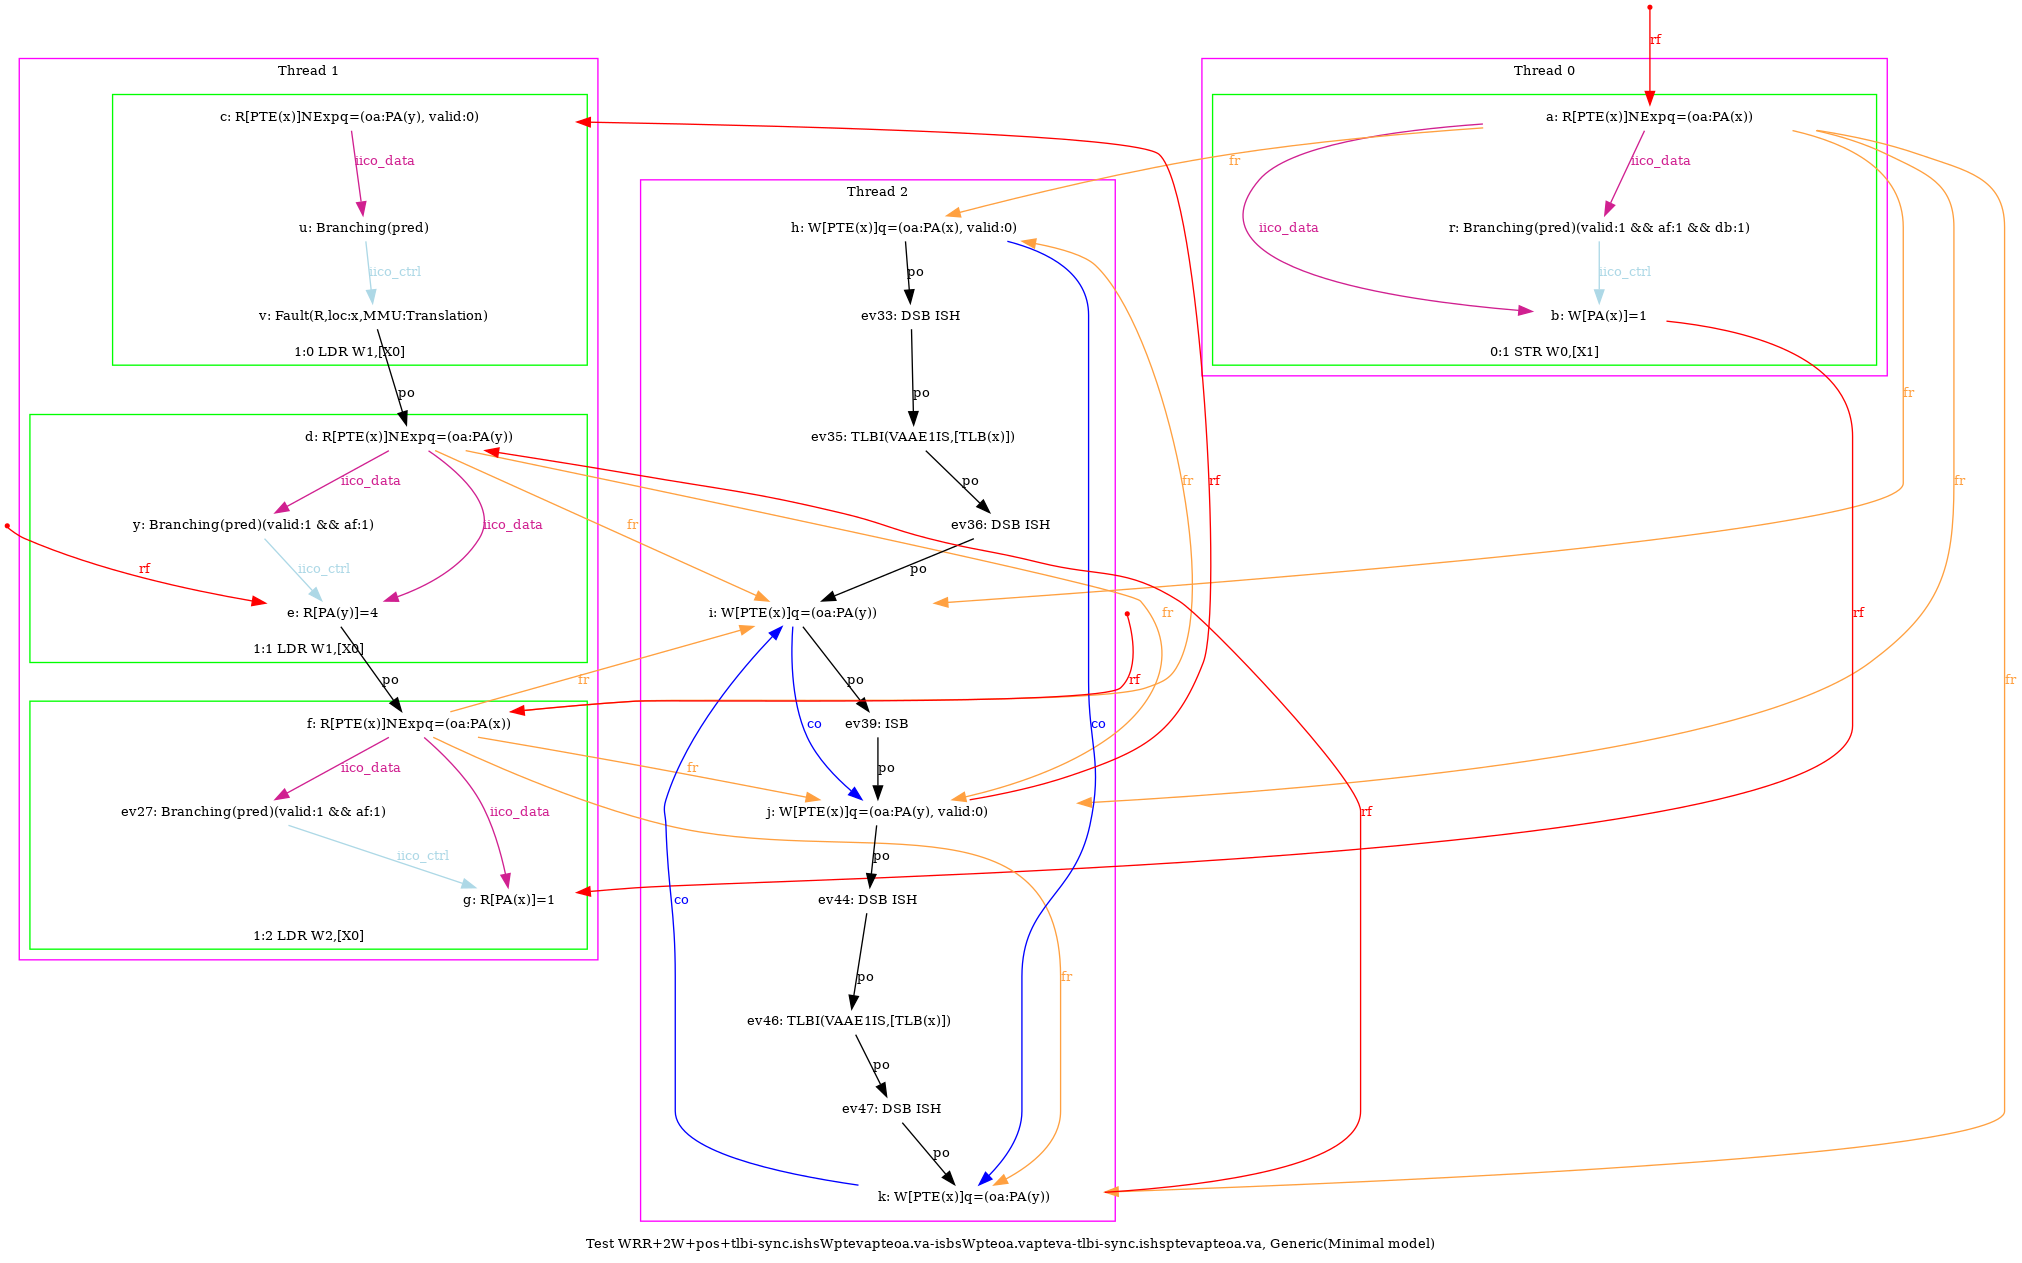 rf
Thread 1
Thread 0
c: R[PTE(x)]NExpq=(oa:PA(y), valid:0)
a: R[PTE(x)]NExpq=(oa:PA(x))
iico_data
fr
iico_data
Thread 2
u: Branching(pred)
h: W[PTE(x)]q=(oa:PA(x), valid:0)
iico_data
r: Branching(pred)(valid:1 && af:1 && db:1)
iico_ctrl
po
iico_ctrl
v: Fault(R,loc:x,MMU:Translation)
ev33: DSB ISH
b: W[PA(x)]=1
1:0 LDR W1,[X0]
0:1 STR W0,[X1]
po
po
fr
d: R[PTE(x)]NExpq=(oa:PA(y))
ev35: TLBI(VAAE1IS,[TLB(x)])
iico_data
po
fr
rf
fr
y: Branching(pred)(valid:1 && af:1)
iico_data
fr
ev36: DSB ISH
rf
iico_ctrl
po
e: R[PA(y)]=4
i: W[PTE(x)]q=(oa:PA(y))
fr
rf
1:1 LDR W1,[X0]
po
fr
po
rf
fr
f: R[PTE(x)]NExpq=(oa:PA(x))
co
ev39: ISB
co
iico_data
fr
po
ev27: Branching(pred)(valid:1 && af:1)
iico_data
j: W[PTE(x)]q=(oa:PA(y), valid:0)
rf
iico_ctrl
po
g: R[PA(x)]=1
co
ev44: DSB ISH
1:2 LDR W2,[X0]
po
fr
ev46: TLBI(VAAE1IS,[TLB(x)])
po
ev47: DSB ISH
po
k: W[PTE(x)]q=(oa:PA(y))
Test WRR+2W+pos+tlbi-sync.ishsWptevapteoa.va-isbsWpteoa.vapteva-tlbi-sync.ishsptevapteoa.va, Generic(Minimal model)